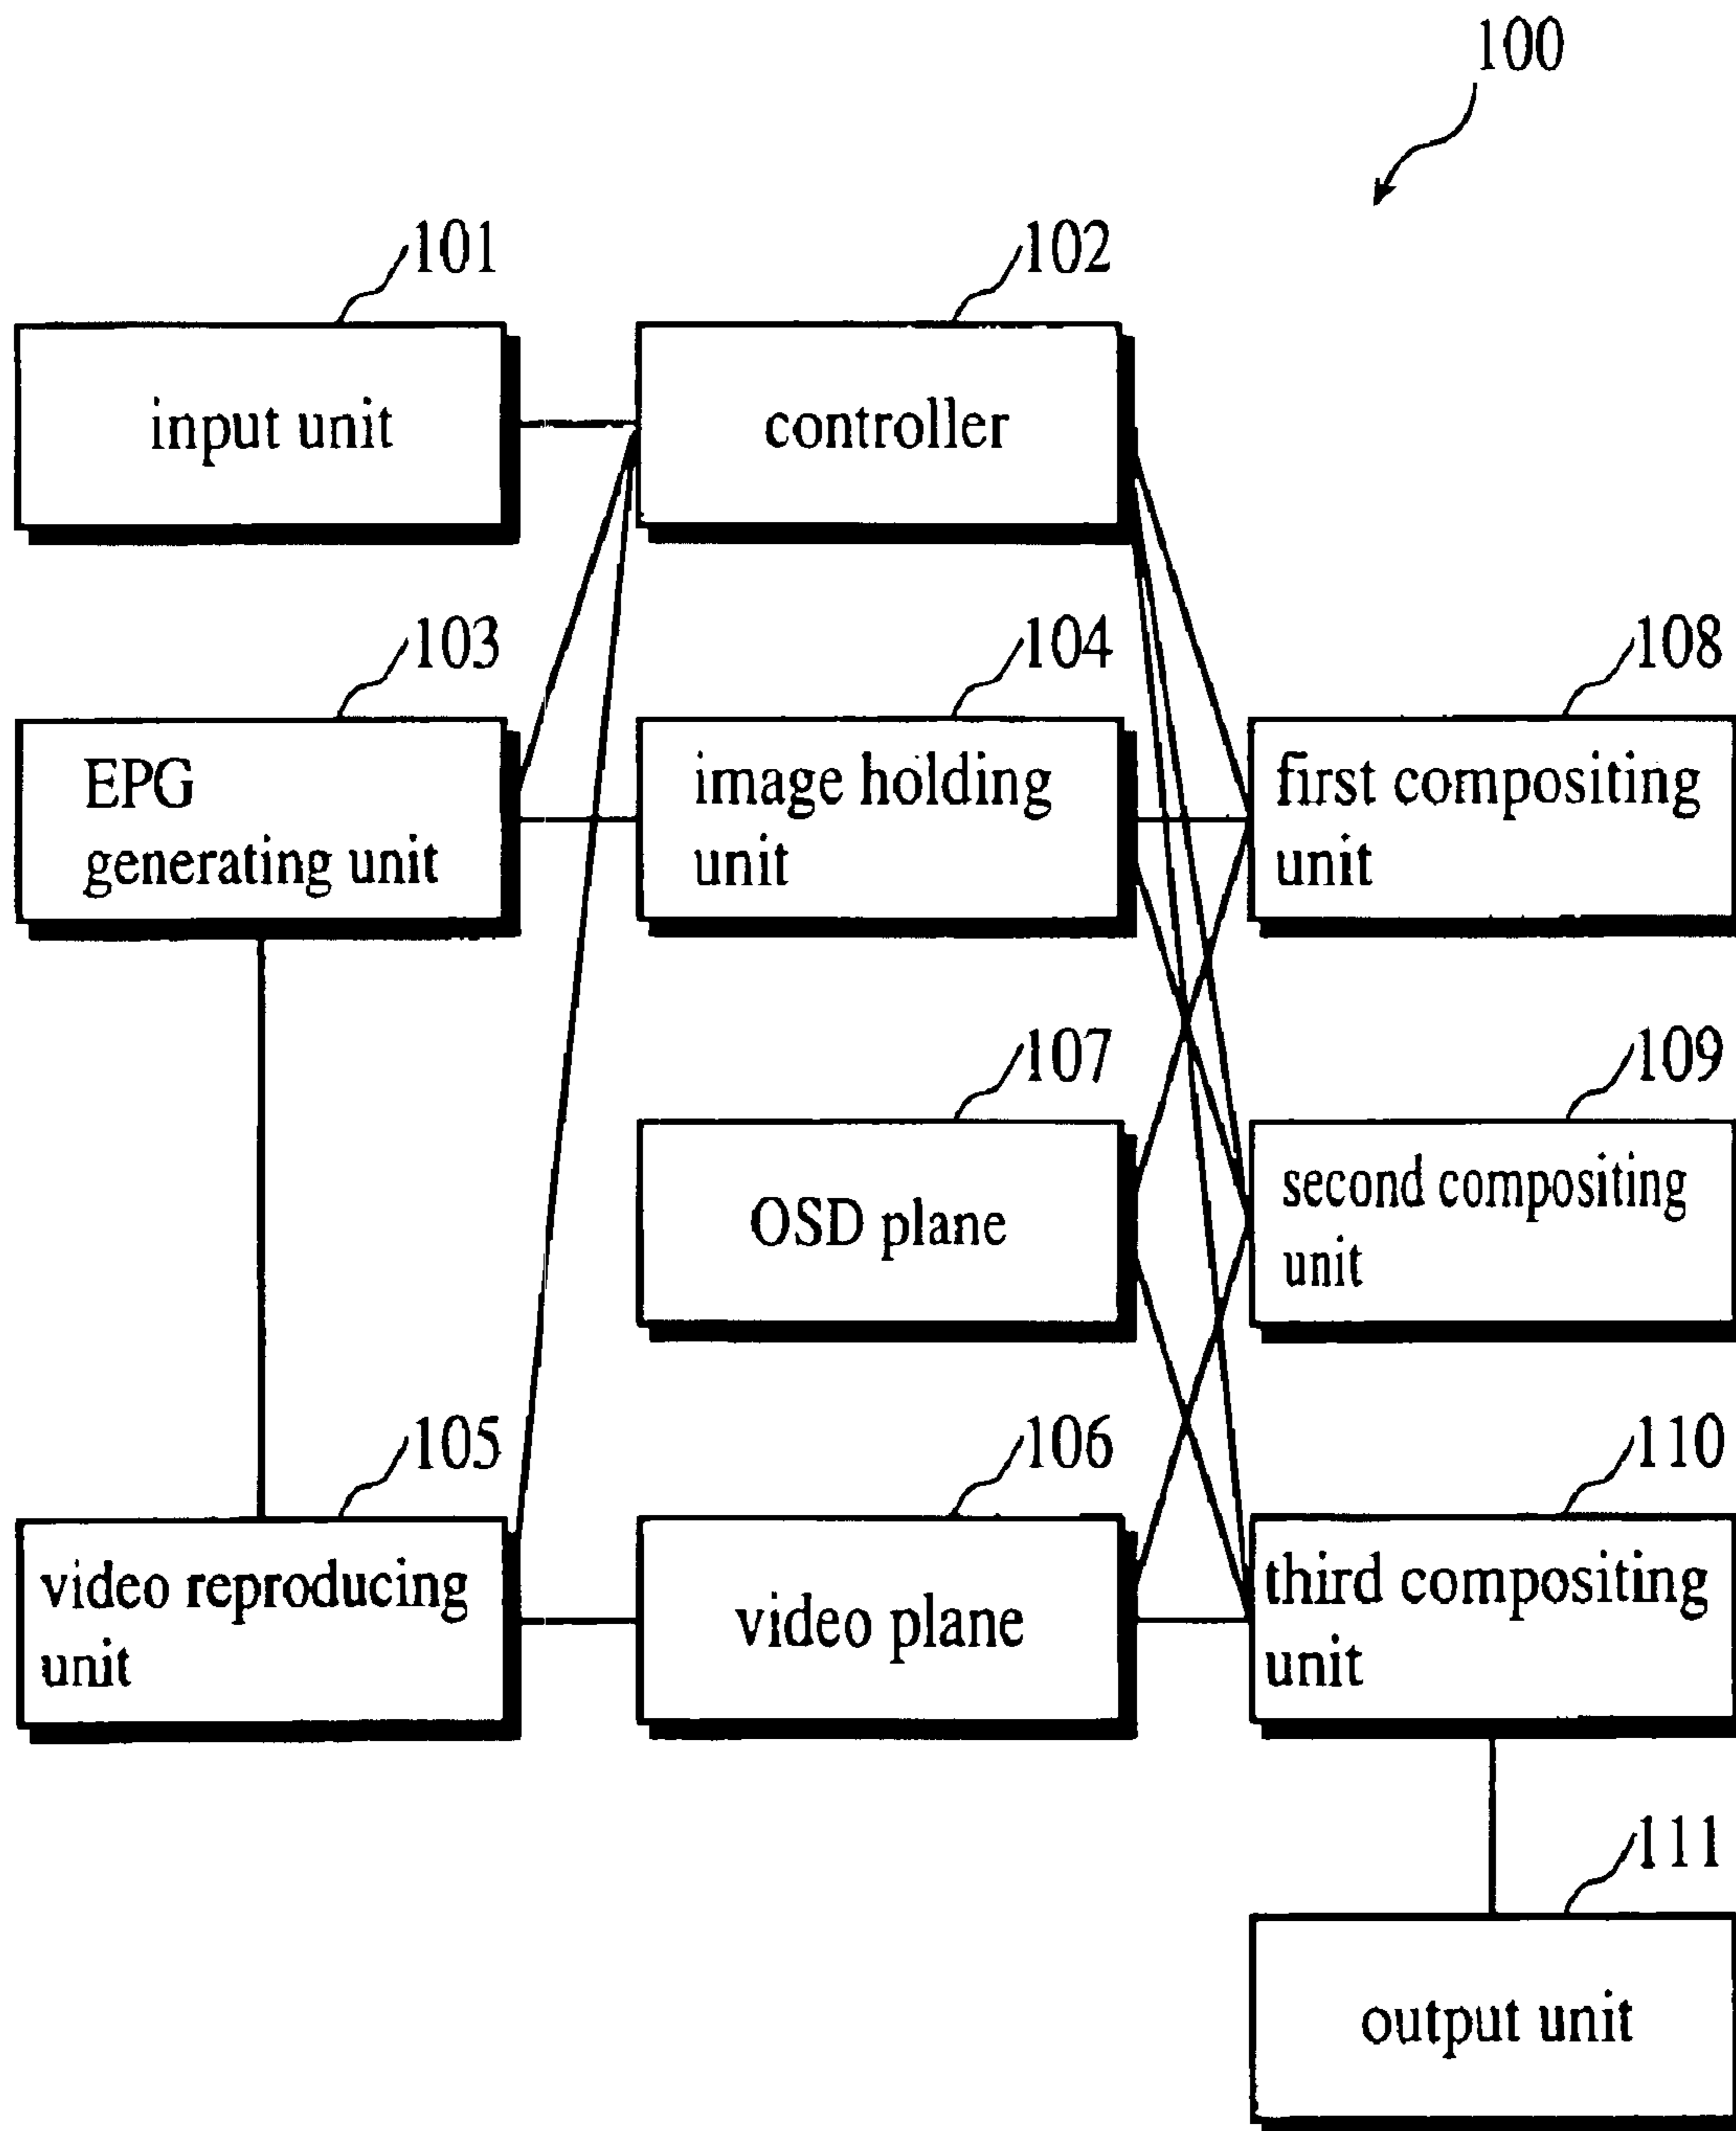 100
101
102
input unit
controller
103
104
108
EPG
generating unit
image holding
unit
first compositing
unit
107
109
OSD plane
second compositing
unit
105
106
110
video reproducing
unit
video plane
third compositing
unit
111
output unit